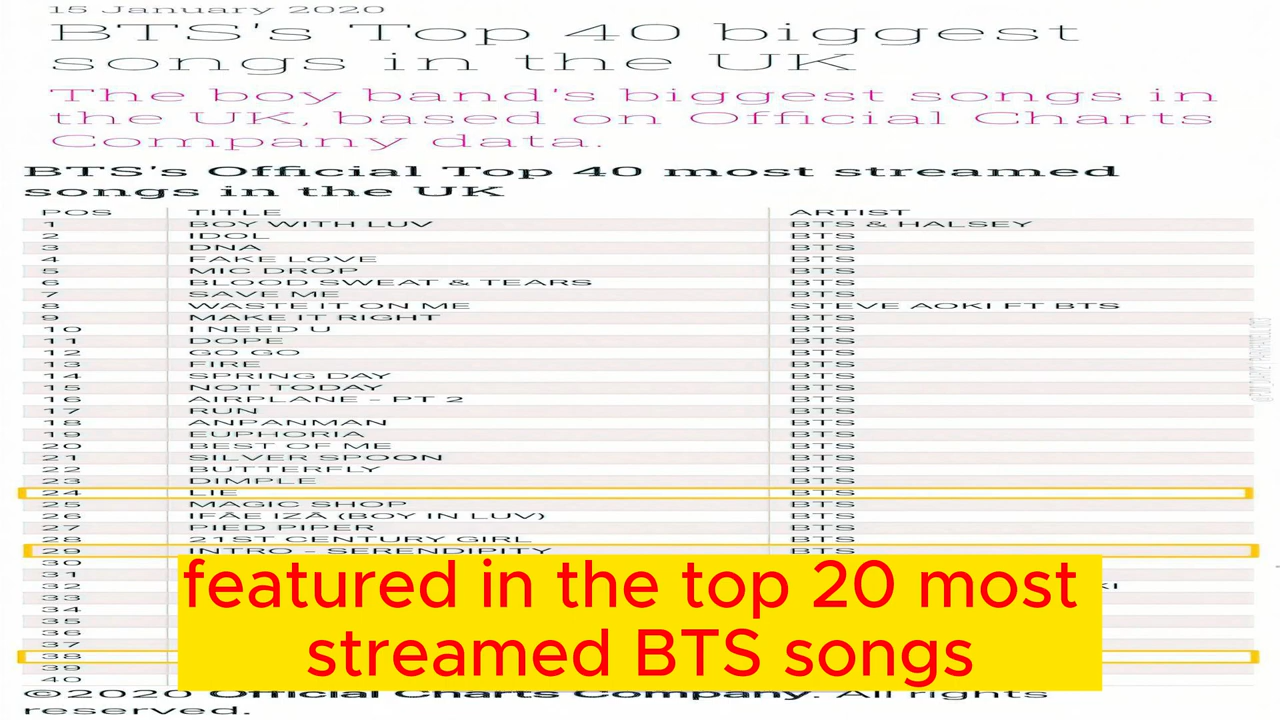 15 January 2020
BTS's Top 40 biggest
songs in the UK
The boy band's biggest songs in
the UK, based on Official Charts
Company data.
BTS's Official Top 40 most streamed
songs in the UK
POS TITLE ARTIST
1 BOY WITH LUV BTS & HALSEY
2 IDOL BTS
3 DNA BTS
4 FAKE LOVE BTS
5 MIC DROP BTS
6 BLOOD SWEAT & TEARS BTS
7 SAVE ME BTS
8 WASTE IT ON ME STEVE AOKI FT BTS
9 MAKE IT RIGHT BTS
10 I NEED U BTS
11 DOPE BTS
12 GO GO BTS
13 FIRE BTS
14 SPRING DAY BTS
15 NOT TODAY BTS
16 AIRPLANE - PT 2 BTS
17 RUN BTS
18 ANPANMAN BTS
19 EUPHORIA BTS
20 BEST OF ME BTS
21 SILVER SPOON BTS
22 BUTTERFLY BTS
23 DIMPLE BTS
24 LIE BTS
25 MAGIC SHOP BTS
26 (BOY IN LUV) BTS
27 PIED PIPER BTS
28 21ST CENTURY GIRL BTS
29 INTRO - SERENDIPITY BTS
30
31
32
33
34
35
36
37
38
39
40
featured in the top 20 most
streamed BTS songs
©2020 Official Charts Company. All rights
reserved.